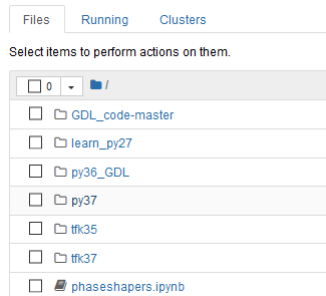 Files Running Clusters
Select items to perform actions on them.
0 /
GDL_code-master
learn_py27
py36_GDL
py37
tfk35
tfk37
phaseshapers.ipynb